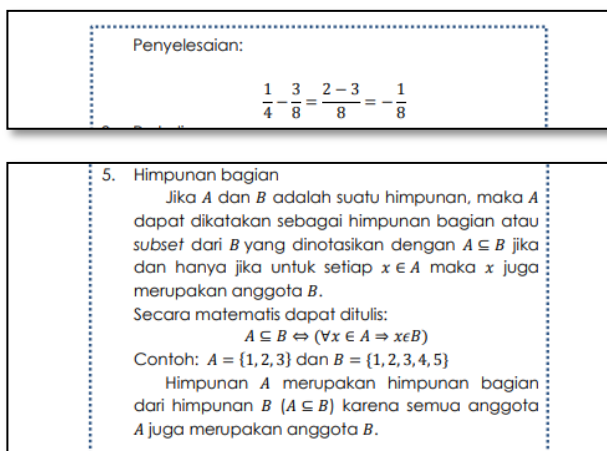 Penyelesaian:
1/4 − 3/8 = (2 − 3)/8 = −1/8
5. Himpunan bagian
Jika A dan B adalah suatu himpunan, maka A
dapat dikatakan sebagai himpunan bagian atau
subset dari B yang dinotasikan dengan A ⊆ B jika
dan hanya jika untuk setiap x ∈ A maka x juga
merupakan anggota B.
Secara matematis dapat ditulis:
A ⊆ B ⇔ (∀x ∈ A ⇒ xϵB)
Contoh: A = {1, 2, 3} dan B = {1, 2, 3, 4, 5}
Himpunan A merupakan himpunan bagian
dari himpunan B (A ⊆ B) karena semua anggota
A juga merupakan anggota B.